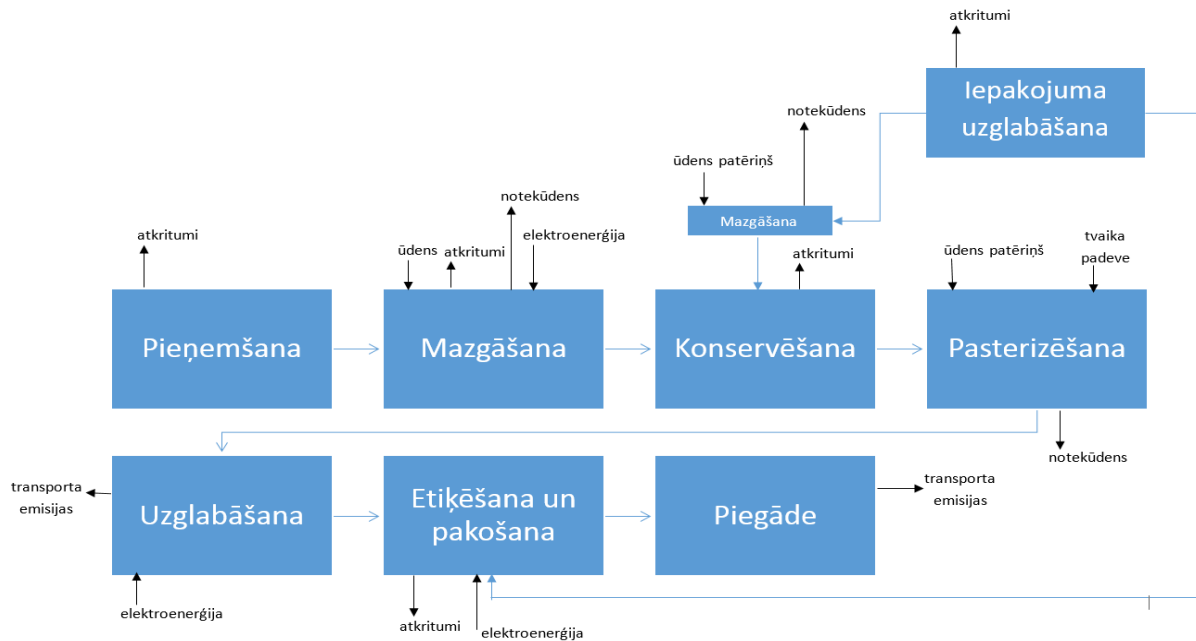 atkritumi
Iepakojuma
uzglabāšana
notekūdens
ūdens patēriņš
Mazgāšana
notekūdens
atkritumi
elektroenerģija
ūdens
atkritumi
atkritumi
ūdens patēriņš
tvaika
padeve
Pieņemšana
Mazgāšana
Konservēšana
Pasterizēšana
notekūdens
transporta
emisijas
Uzglabāšana
Etiķēšana un
pakošana
Piegāde
transporta
emisijas
elektroenerģija
atkritumi
elektroenerģija